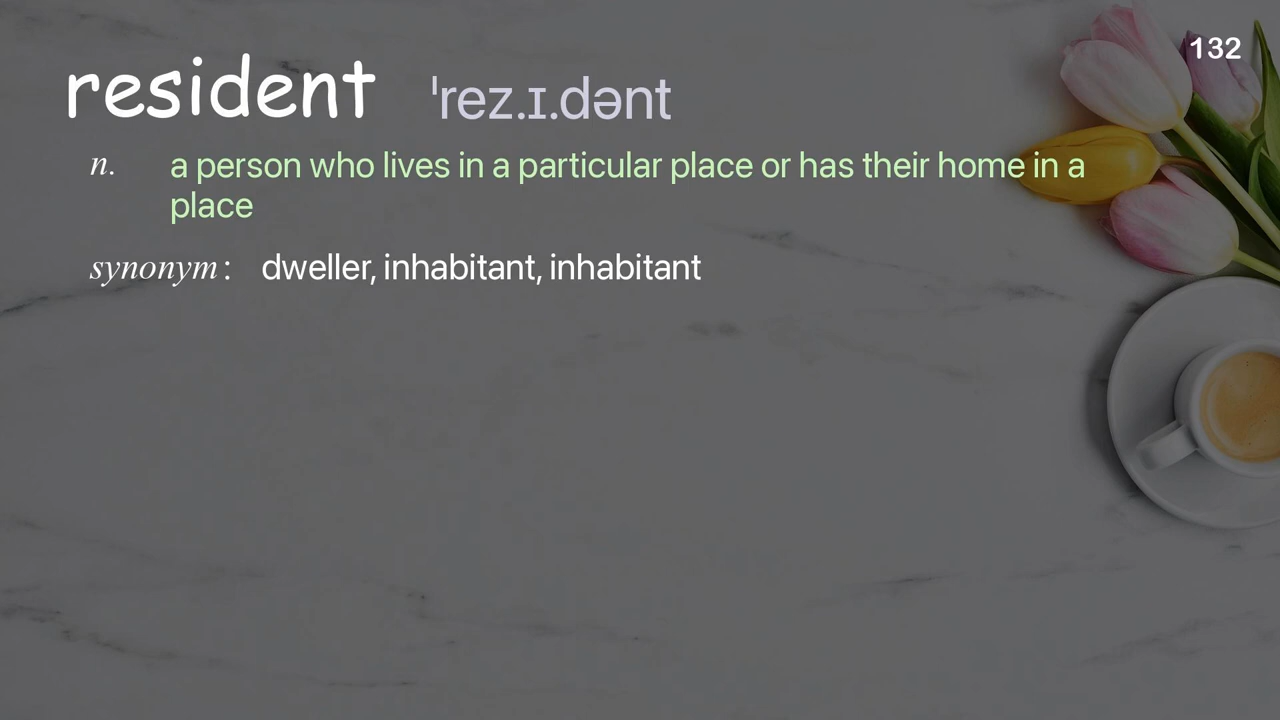 132
resident ˈrez.ɪ.dənt
n. a person who lives in a particular place or has their home in a
place
synonym: dweller, inhabitant, inhabitant